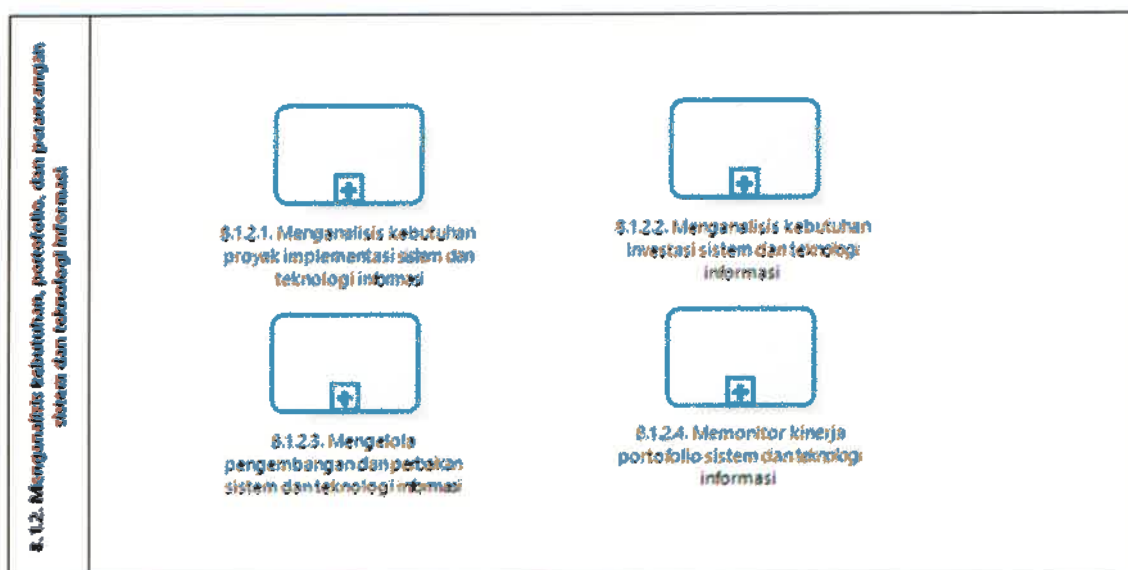 8.1.2. Menganalisis kebutuhan, portofolio, dan perancangan
sistem dan teknologi informasi
8.1.2.1. Menganalisis kebutuhan
proyek implementasi sistem dan
teknologi informasi
8.1.2.2. Menganalisis kebutuhan
investasi sistem dan teknologi
informasi
8.1.2.3. Mengelola
pengembangan dan perbaikan
sistem dan teknologi informasi
8.1.2.4. Memonitor kinerja
portofolio sistem dan teknologi
informasi